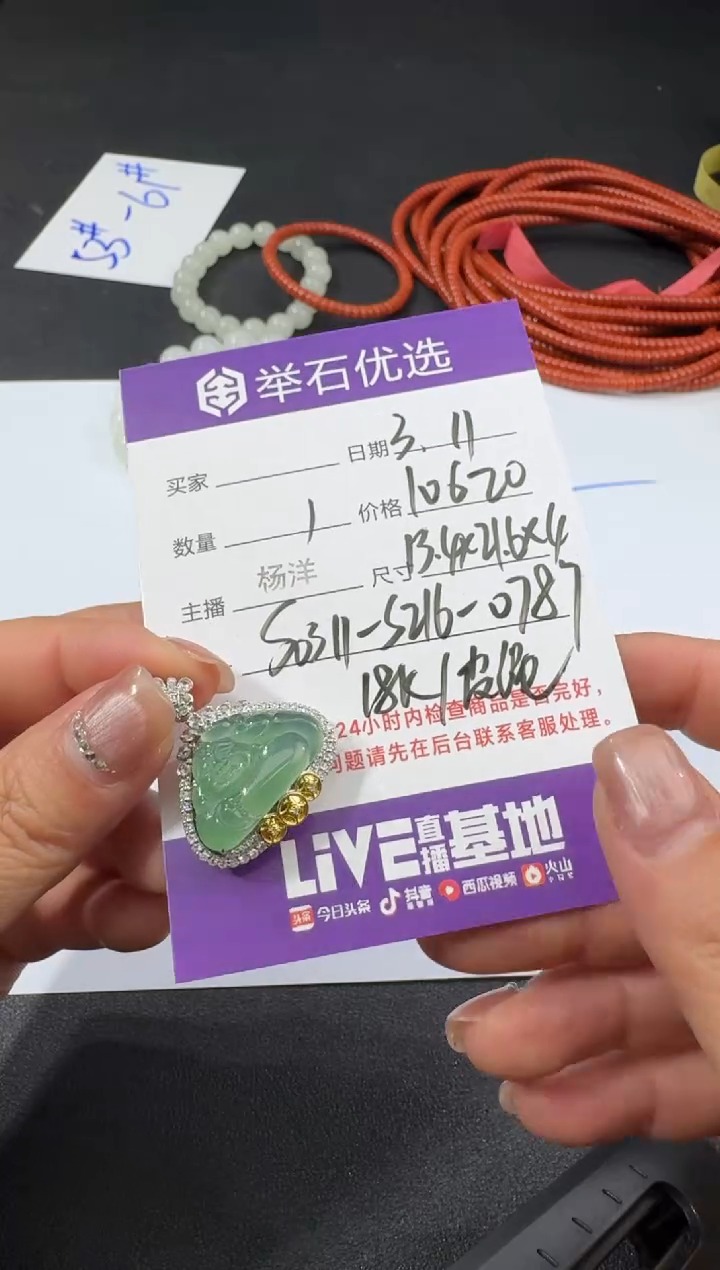 53# - 61#
举石优选
买家 日期 3.11
数量 1 价格 10620
主播 杨洋 尺寸 13.4x21.6x4
S0311-S216-0787
18K
24小时内检查商品是否完好，
问题请先在后台联系客服处理。
LiVE直播基地
头条 今日头条 抖音 西瓜视频 火山